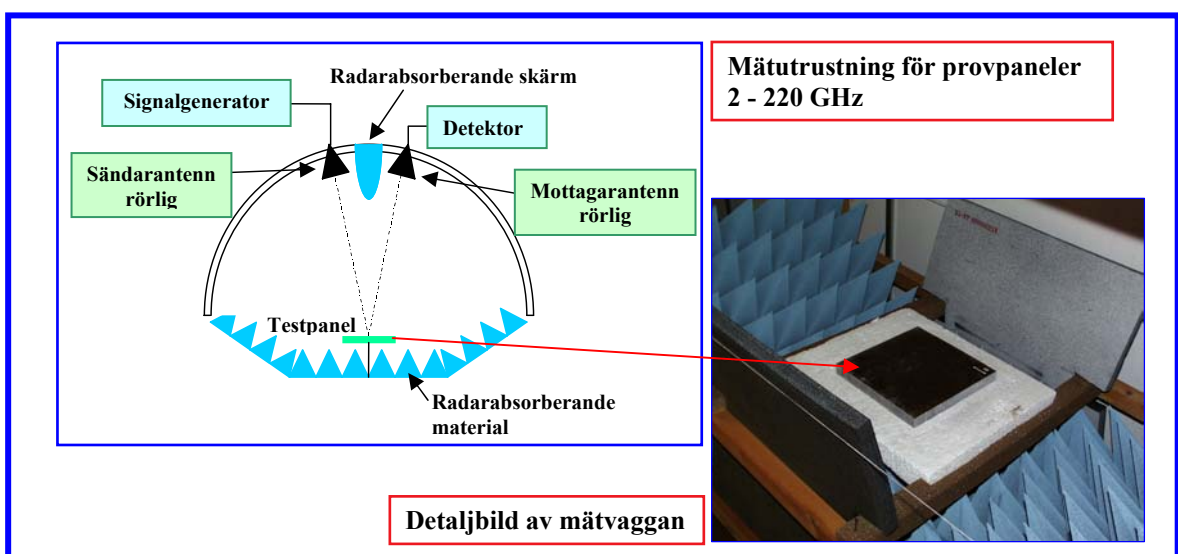 Radarabsorberande skärm
Signalgenerator
Detektor
Sändarantenn
rörlig
Mottagarantenn
rörlig
Testpanel
Radarabsorberande
material
Mätutrustning för provpaneler
2 - 220 GHz
Detaljbild av mätvaggan